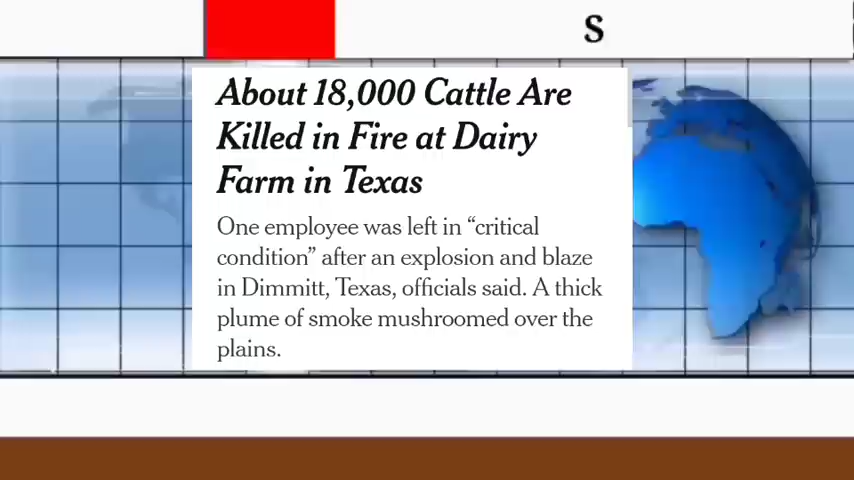 S
About 18,000 Cattle Are
Killed in Fire at Dairy
Farm in Texas
One employee was left in “critical
condition” after an explosion and blaze
in Dimmitt, Texas, officials said. A thick
plume of smoke mushroomed over the
plains.